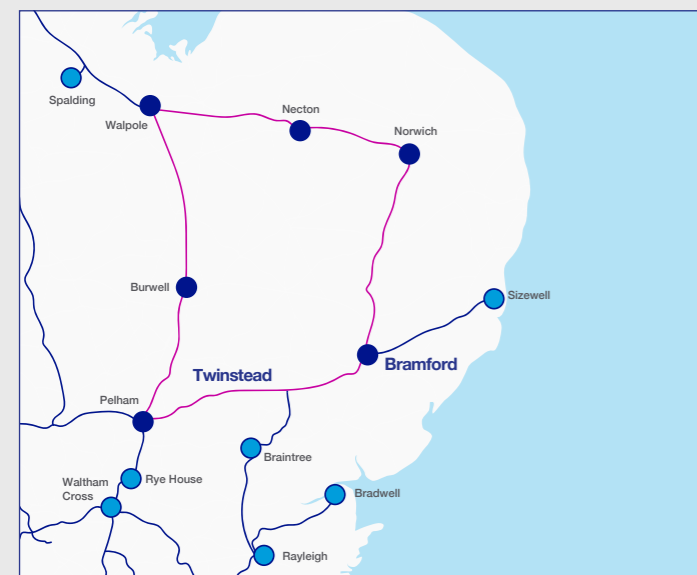 Spalding
Walpole
Necton
Norwich
Burwell
Sizewell
Bramford
Twinstead
Pelham
Braintree
Rye House
Waltham
Cross
Bradwell
Rayleigh